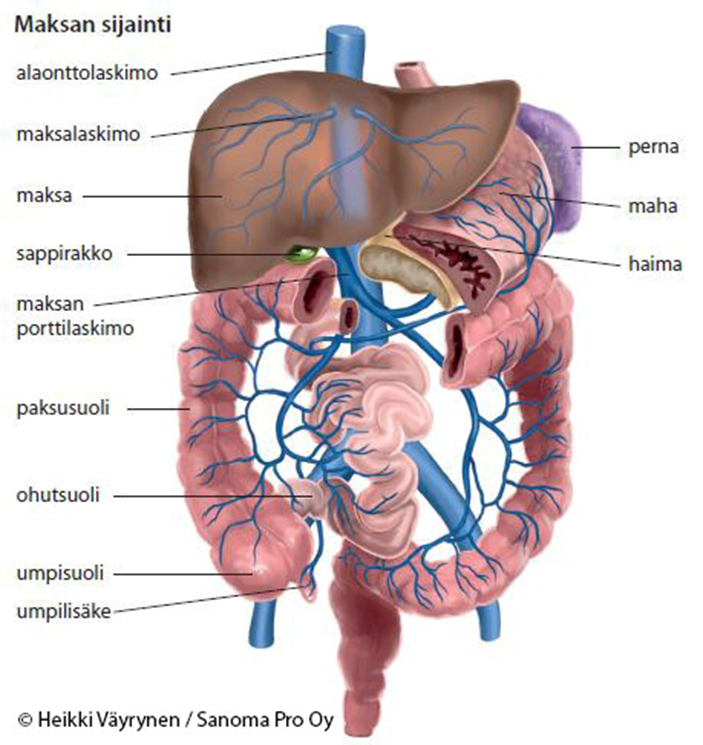 Maksan sijainti
alaonttolaskimo
maksalaskimo
maksa
sappirakko
maksan
porttilaskimo
paksusuoli
ohutsuoli
umpisuoli
umpilisäke
perna
maha
haima
© Heikki Väyrynen / Sanoma Pro Oy